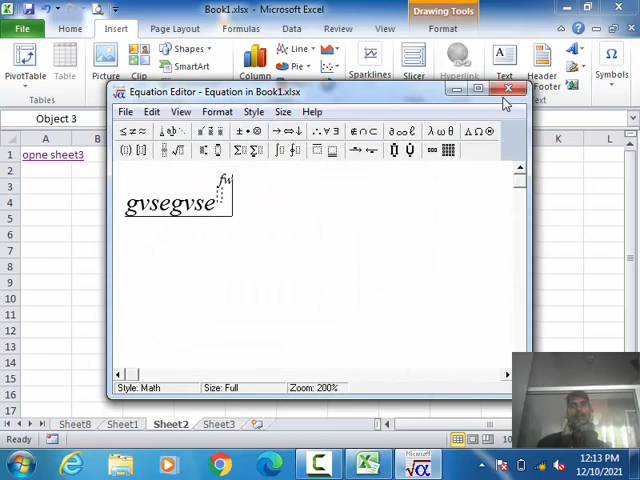 Book1.xlsx - Microsoft Excel
Drawing Tools
File Home Insert Page Layout Formulas Data Review View Format
PivotTable Picture Shapes SmartArt Column Line Pie Sparklines Slicer Hyperlink Text Header Footer Symbols
Equation Editor - Equation in Book1.xlsx
File Edit View Format Style Size Help
Object 3
A B K L
1 opne sheet3
2
3
4
5
6
7
8
9
10
11
12
13
14
15
16
17
gvsegvse fw
Style: Math Size: Full Zoom: 200%
Sheet8 Sheet1 Sheet2 Sheet3
Ready 10
Microsoft
12:13 PM
12/10/2021